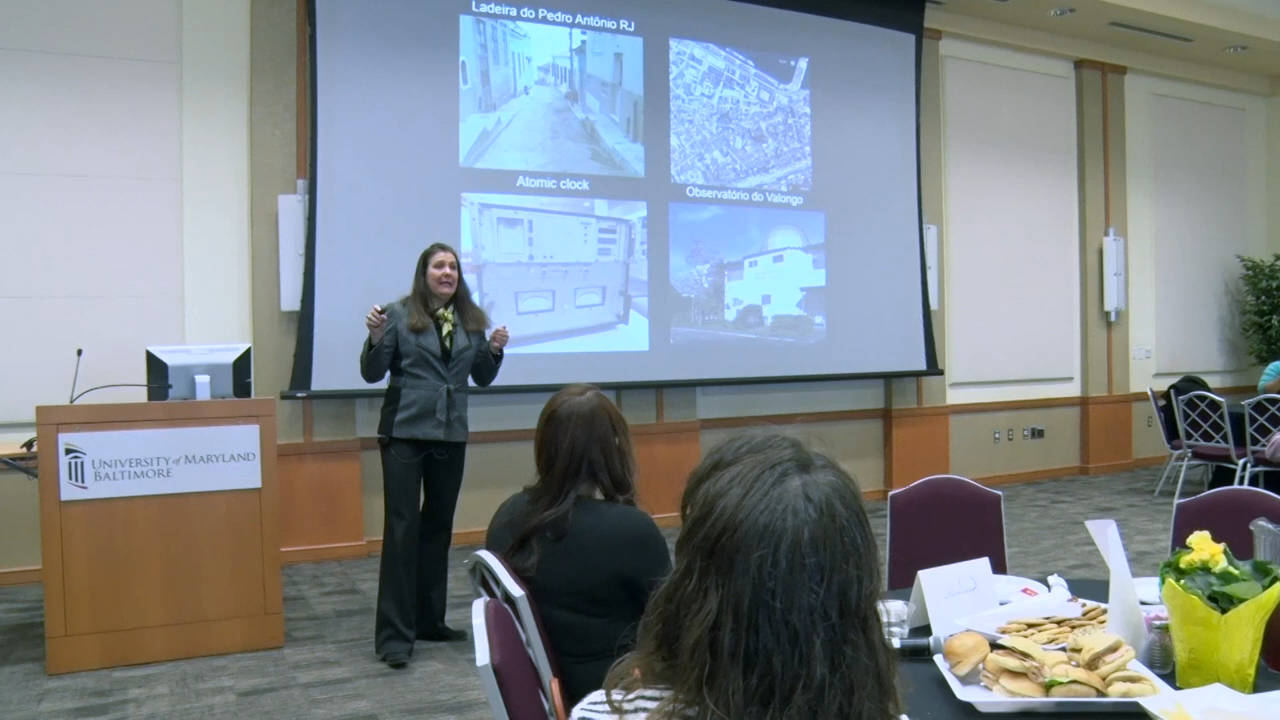 Ladeira do Pedro Antônio RJ
Atomic clock
Observatório do Valongo
UNIVERSITY of MARYLAND
BALTIMORE